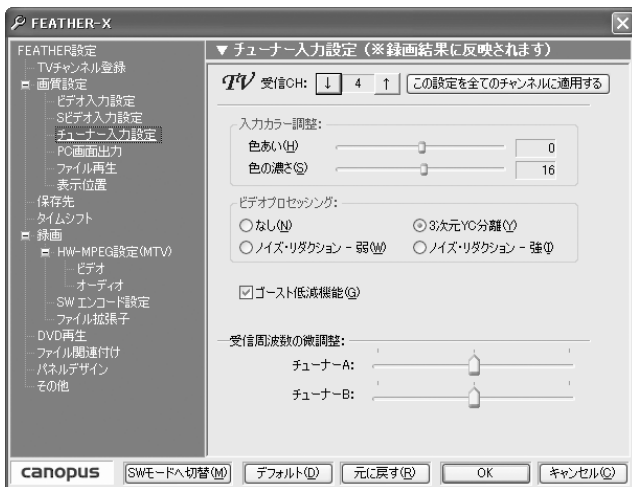 FEATHER-X
FEATHER設定
TVチャンネル登録
画質設定
ビデオ入力設定
Sビデオ入力設定
チューナー入力設定
PC画面出力
ファイル再生
表示位置
保存先
タイムシフト
録画
HW-MPEG設定(MTV)
ビデオ
オーディオ
SWエンコード設定
ファイル拡張子
DVD再生
ファイル関連付け
パネルデザイン
その他
▼ チューナー入力設定 (※録画結果に反映されます)
TV 受信CH: ↓ 4 ↑ この設定を全てのチャンネルに適用する
入力カラー調整:
色あい(H) 0
色の濃さ(S) 16
ビデオプロセッシング:
なし(N) 3次元YC分離(Y)
ノイズ・リダクション - 弱(W) ノイズ・リダクション - 強(I)
ゴースト低減機能(G)
受信周波数の微調整:
チューナーA:
チューナーB:
canopus SWモードへ切替(M) デフォルト(D) 元に戻す(R) OK キャンセル(C)